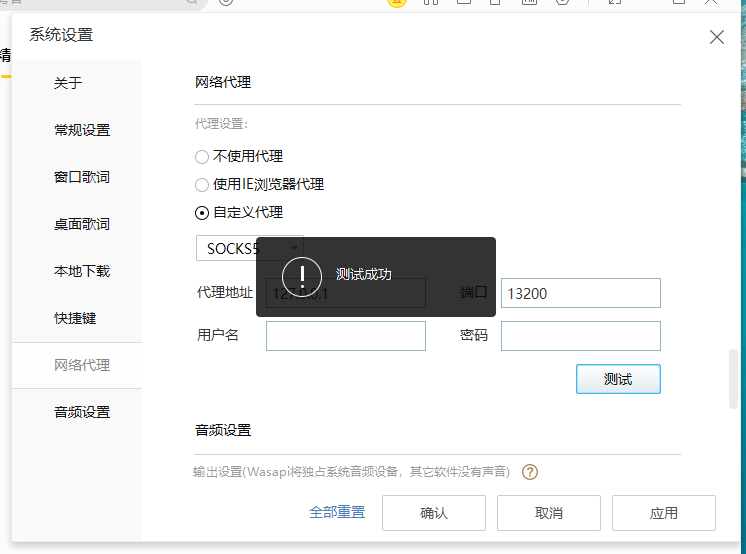 系统设置
精
关于
常规设置
窗口歌词
桌面歌词
本地下载
快捷键
网络代理
音频设置
网络代理
代理设置：
不使用代理
使用IE浏览器代理
自定义代理
SOCKS5
测试成功
代理地址 127.0.0.1 端口 13200
用户名 密码
测试
音频设置
输出设置(Wasapi将独占系统音频设备，其它软件没有声音) ?
全部重置 确认 取消 应用